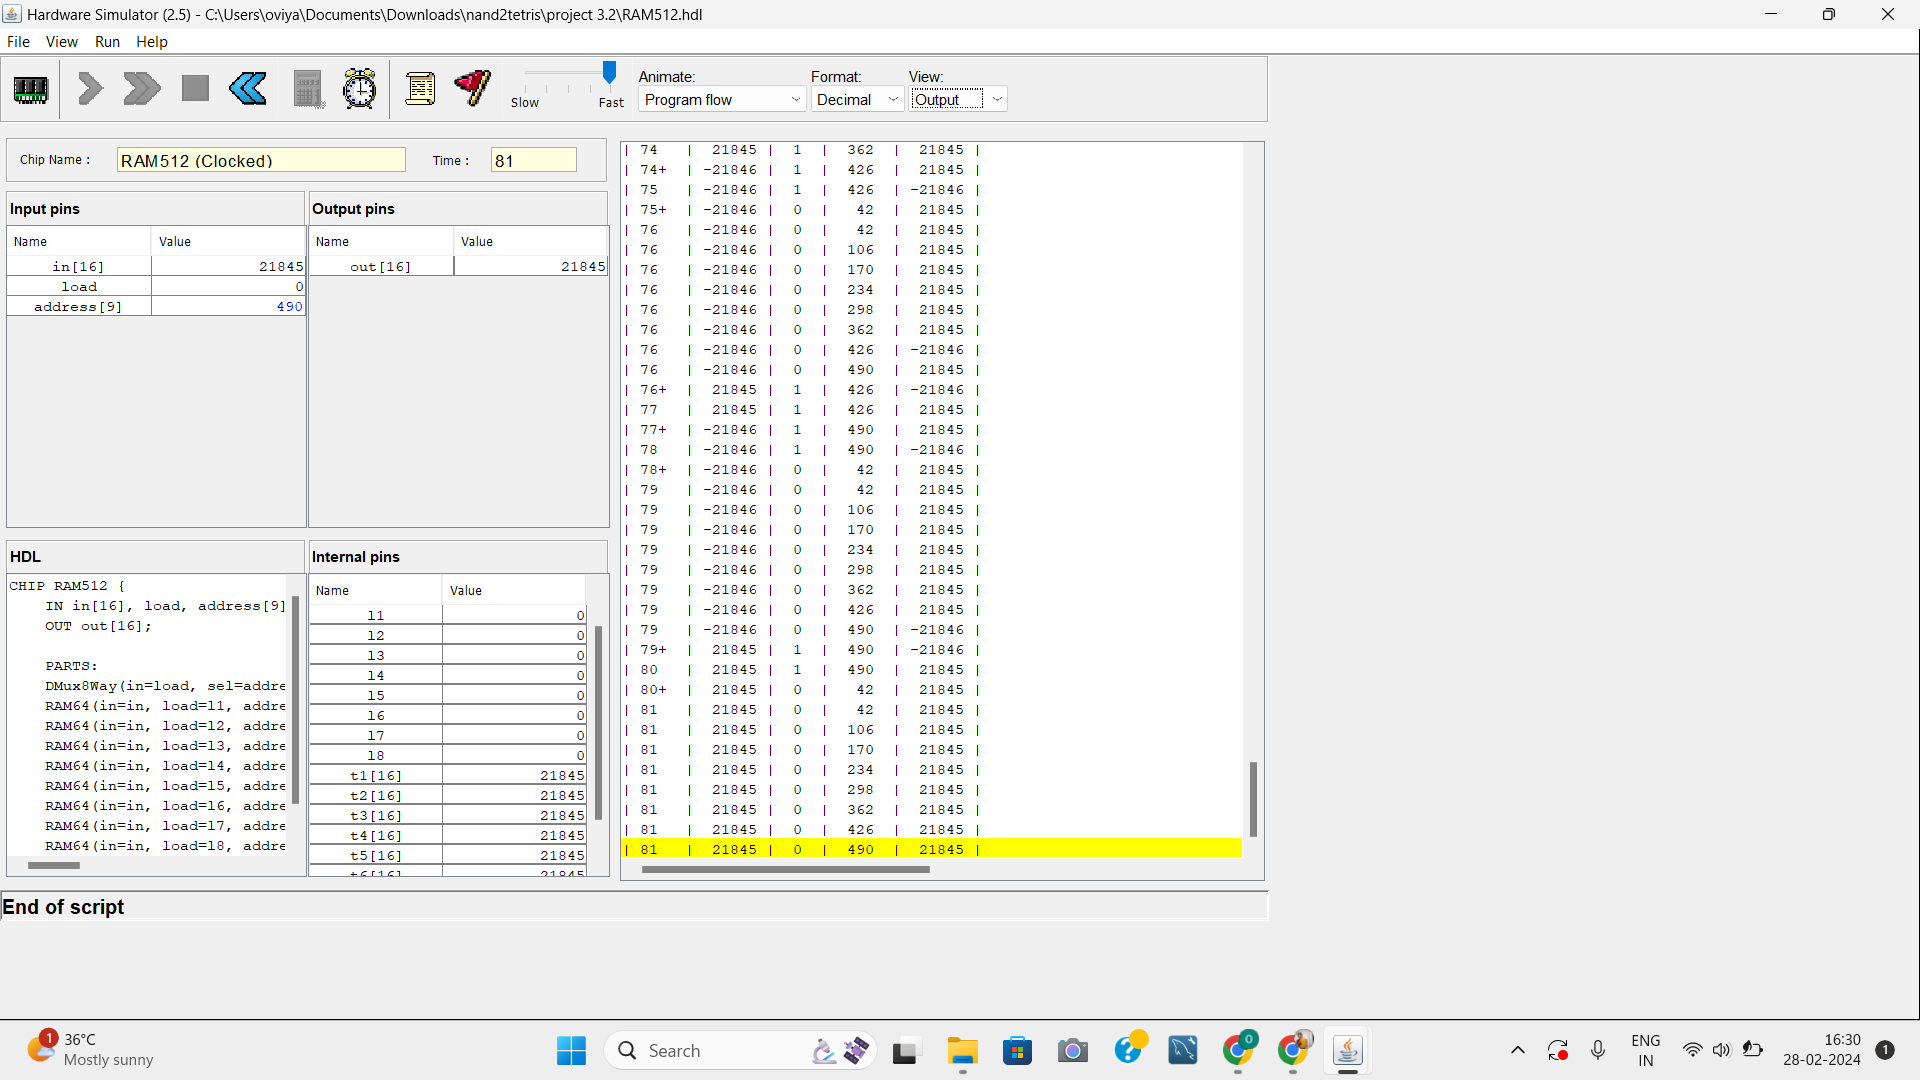 Hardware Simulator (2.5) - C:\Users\oviya\Documents\Downloads\nand2tetris\project 3.2\RAM512.hdl
File View Run Help
Slow Fast
Animate: Format: View:
Program flow Decimal Output
Chip Name : RAM512 (Clocked) Time : 81
Input pins
Name Value
in[16] 21845
load 0
address[9] 490
Output pins
Name Value
out[16] 21845
HDL
CHIP RAM512 {
IN in[16], load, address[9]
OUT out[16];
PARTS:
DMux8Way(in=load, sel=addre
RAM64(in=in, load=l1, addre
RAM64(in=in, load=l2, addre
RAM64(in=in, load=l3, addre
RAM64(in=in, load=l4, addre
RAM64(in=in, load=l5, addre
RAM64(in=in, load=l6, addre
RAM64(in=in, load=l7, addre
RAM64(in=in, load=l8, addre
Internal pins
Name Value
l1 0
l2 0
l3 0
l4 0
l5 0
l6 0
l7 0
l8 0
t1[16] 21845
t2[16] 21845
t3[16] 21845
t4[16] 21845
t5[16] 21845
t6[16] 21845
| 74 | 21845 | 1 | 362 | 21845 |
| 74+ | -21846 | 1 | 426 | 21845 |
| 75 | -21846 | 1 | 426 | -21846 |
| 75+ | -21846 | 0 | 42 | 21845 |
| 76 | -21846 | 0 | 42 | 21845 |
| 76 | -21846 | 0 | 106 | 21845 |
| 76 | -21846 | 0 | 170 | 21845 |
| 76 | -21846 | 0 | 234 | 21845 |
| 76 | -21846 | 0 | 298 | 21845 |
| 76 | -21846 | 0 | 362 | 21845 |
| 76 | -21846 | 0 | 426 | -21846 |
| 76 | -21846 | 0 | 490 | 21845 |
| 76+ | 21845 | 1 | 426 | -21846 |
| 77 | 21845 | 1 | 426 | 21845 |
| 77+ | -21846 | 1 | 490 | 21845 |
| 78 | -21846 | 1 | 490 | -21846 |
| 78+ | -21846 | 0 | 42 | 21845 |
| 79 | -21846 | 0 | 42 | 21845 |
| 79 | -21846 | 0 | 106 | 21845 |
| 79 | -21846 | 0 | 170 | 21845 |
| 79 | -21846 | 0 | 234 | 21845 |
| 79 | -21846 | 0 | 298 | 21845 |
| 79 | -21846 | 0 | 362 | 21845 |
| 79 | -21846 | 0 | 426 | 21845 |
| 79 | -21846 | 0 | 490 | -21846 |
| 79+ | 21845 | 1 | 490 | -21846 |
| 80 | 21845 | 1 | 490 | 21845 |
| 80+ | 21845 | 0 | 42 | 21845 |
| 81 | 21845 | 0 | 42 | 21845 |
| 81 | 21845 | 0 | 106 | 21845 |
| 81 | 21845 | 0 | 170 | 21845 |
| 81 | 21845 | 0 | 234 | 21845 |
| 81 | 21845 | 0 | 298 | 21845 |
| 81 | 21845 | 0 | 362 | 21845 |
| 81 | 21845 | 0 | 426 | 21845 |
| 81 | 21845 | 0 | 490 | 21845 |
End of script
1
36°C
Mostly sunny
Search
0
ENG
IN
16:30
28-02-2024
1